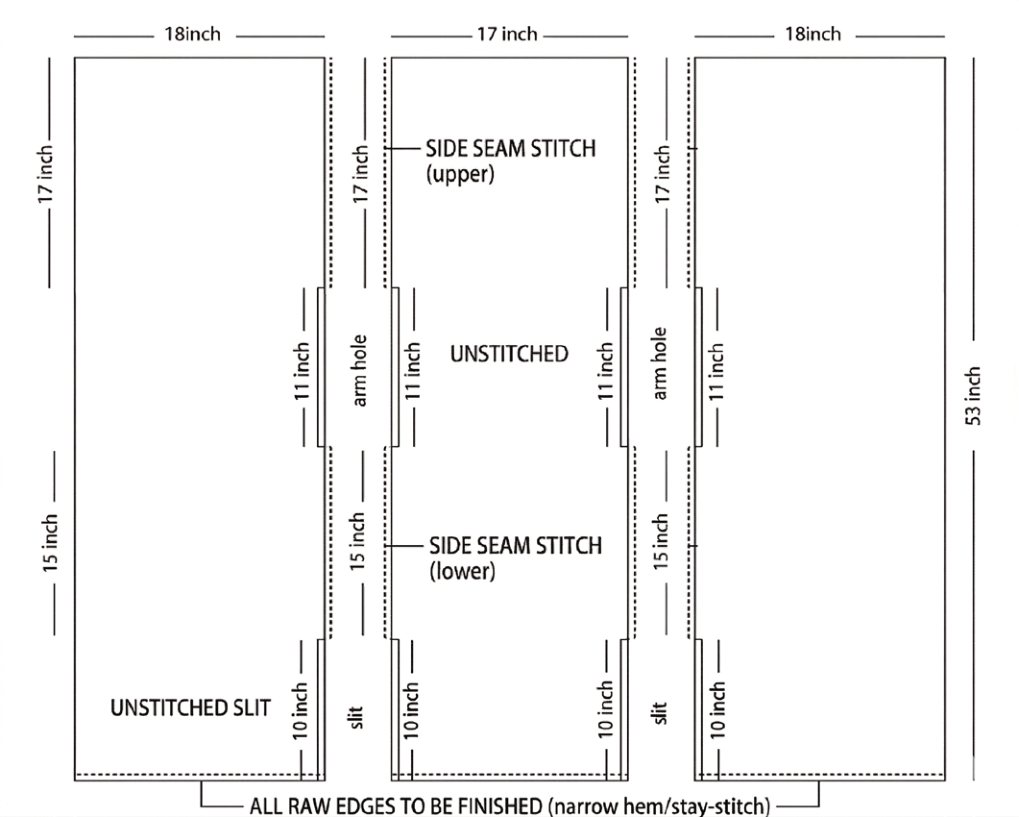 18inch
17 inch
18inch
17 inch
17 inch
SIDE SEAM STITCH
(upper)
17 inch
11 inch
arm hole
11 inch
UNSTITCHED
11 inch
arm hole
11 inch
53 inch
15 inch
15 inch
SIDE SEAM STITCH
(lower)
15 inch
UNSTITCHED SLIT
10 inch
slit
10 inch
10 inch
slit
10 inch
ALL RAW EDGES TO BE FINISHED (narrow hem/stay-stitch)